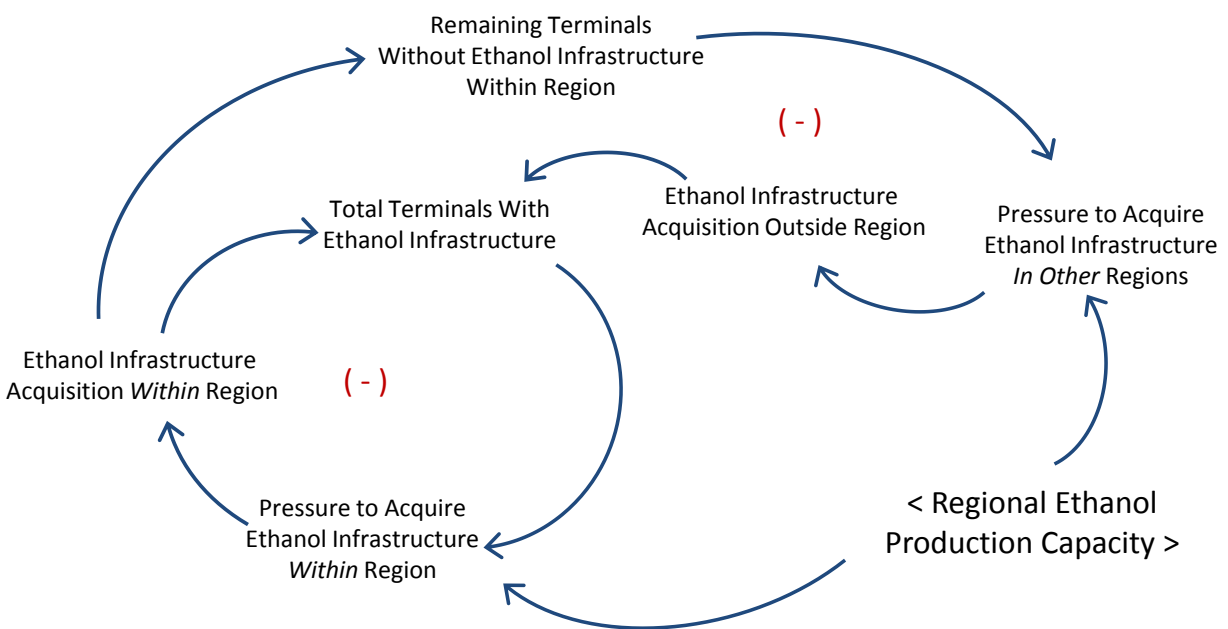 Remaining Terminals
Without Ethanol Infrastructure
Within Region
( - )
Ethanol Infrastructure
Acquisition Outside Region
Total Terminals With
Ethanol Infrastructure
Pressure to Acquire
Ethanol Infrastructure
In Other Regions
Ethanol Infrastructure
Acquisition Within Region
( - )
Pressure to Acquire
Ethanol Infrastructure
Within Region
< Regional Ethanol
Production Capacity >